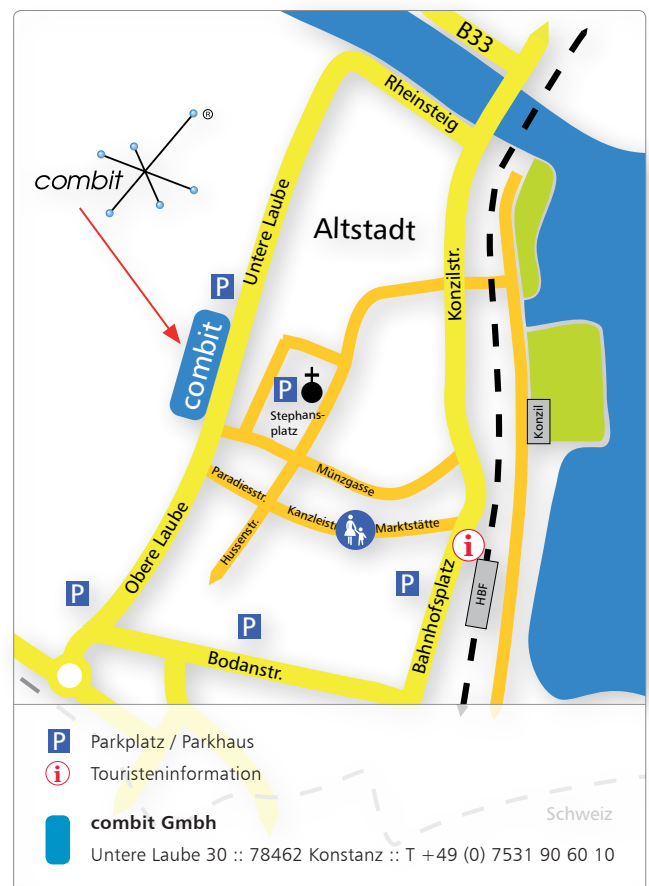 B33
Rheinsteig
®
combit
Untere Laube
Altstadt
Konzilstr.
P
combit
P
Stephans-
platz
Konzil
Münzgasse
Paradiesstr.
Kanzleistr
Marktstätte
Hussenstr.
Obere Laube
i
HBF
P
P
P
Bahnhofsplatz
Bodanstr.
P Parkplatz / Parkhaus
i Touristeninformation
Schweiz
combit Gmbh
Untere Laube 30 :: 78462 Konstanz :: T +49 (0) 7531 90 60 10